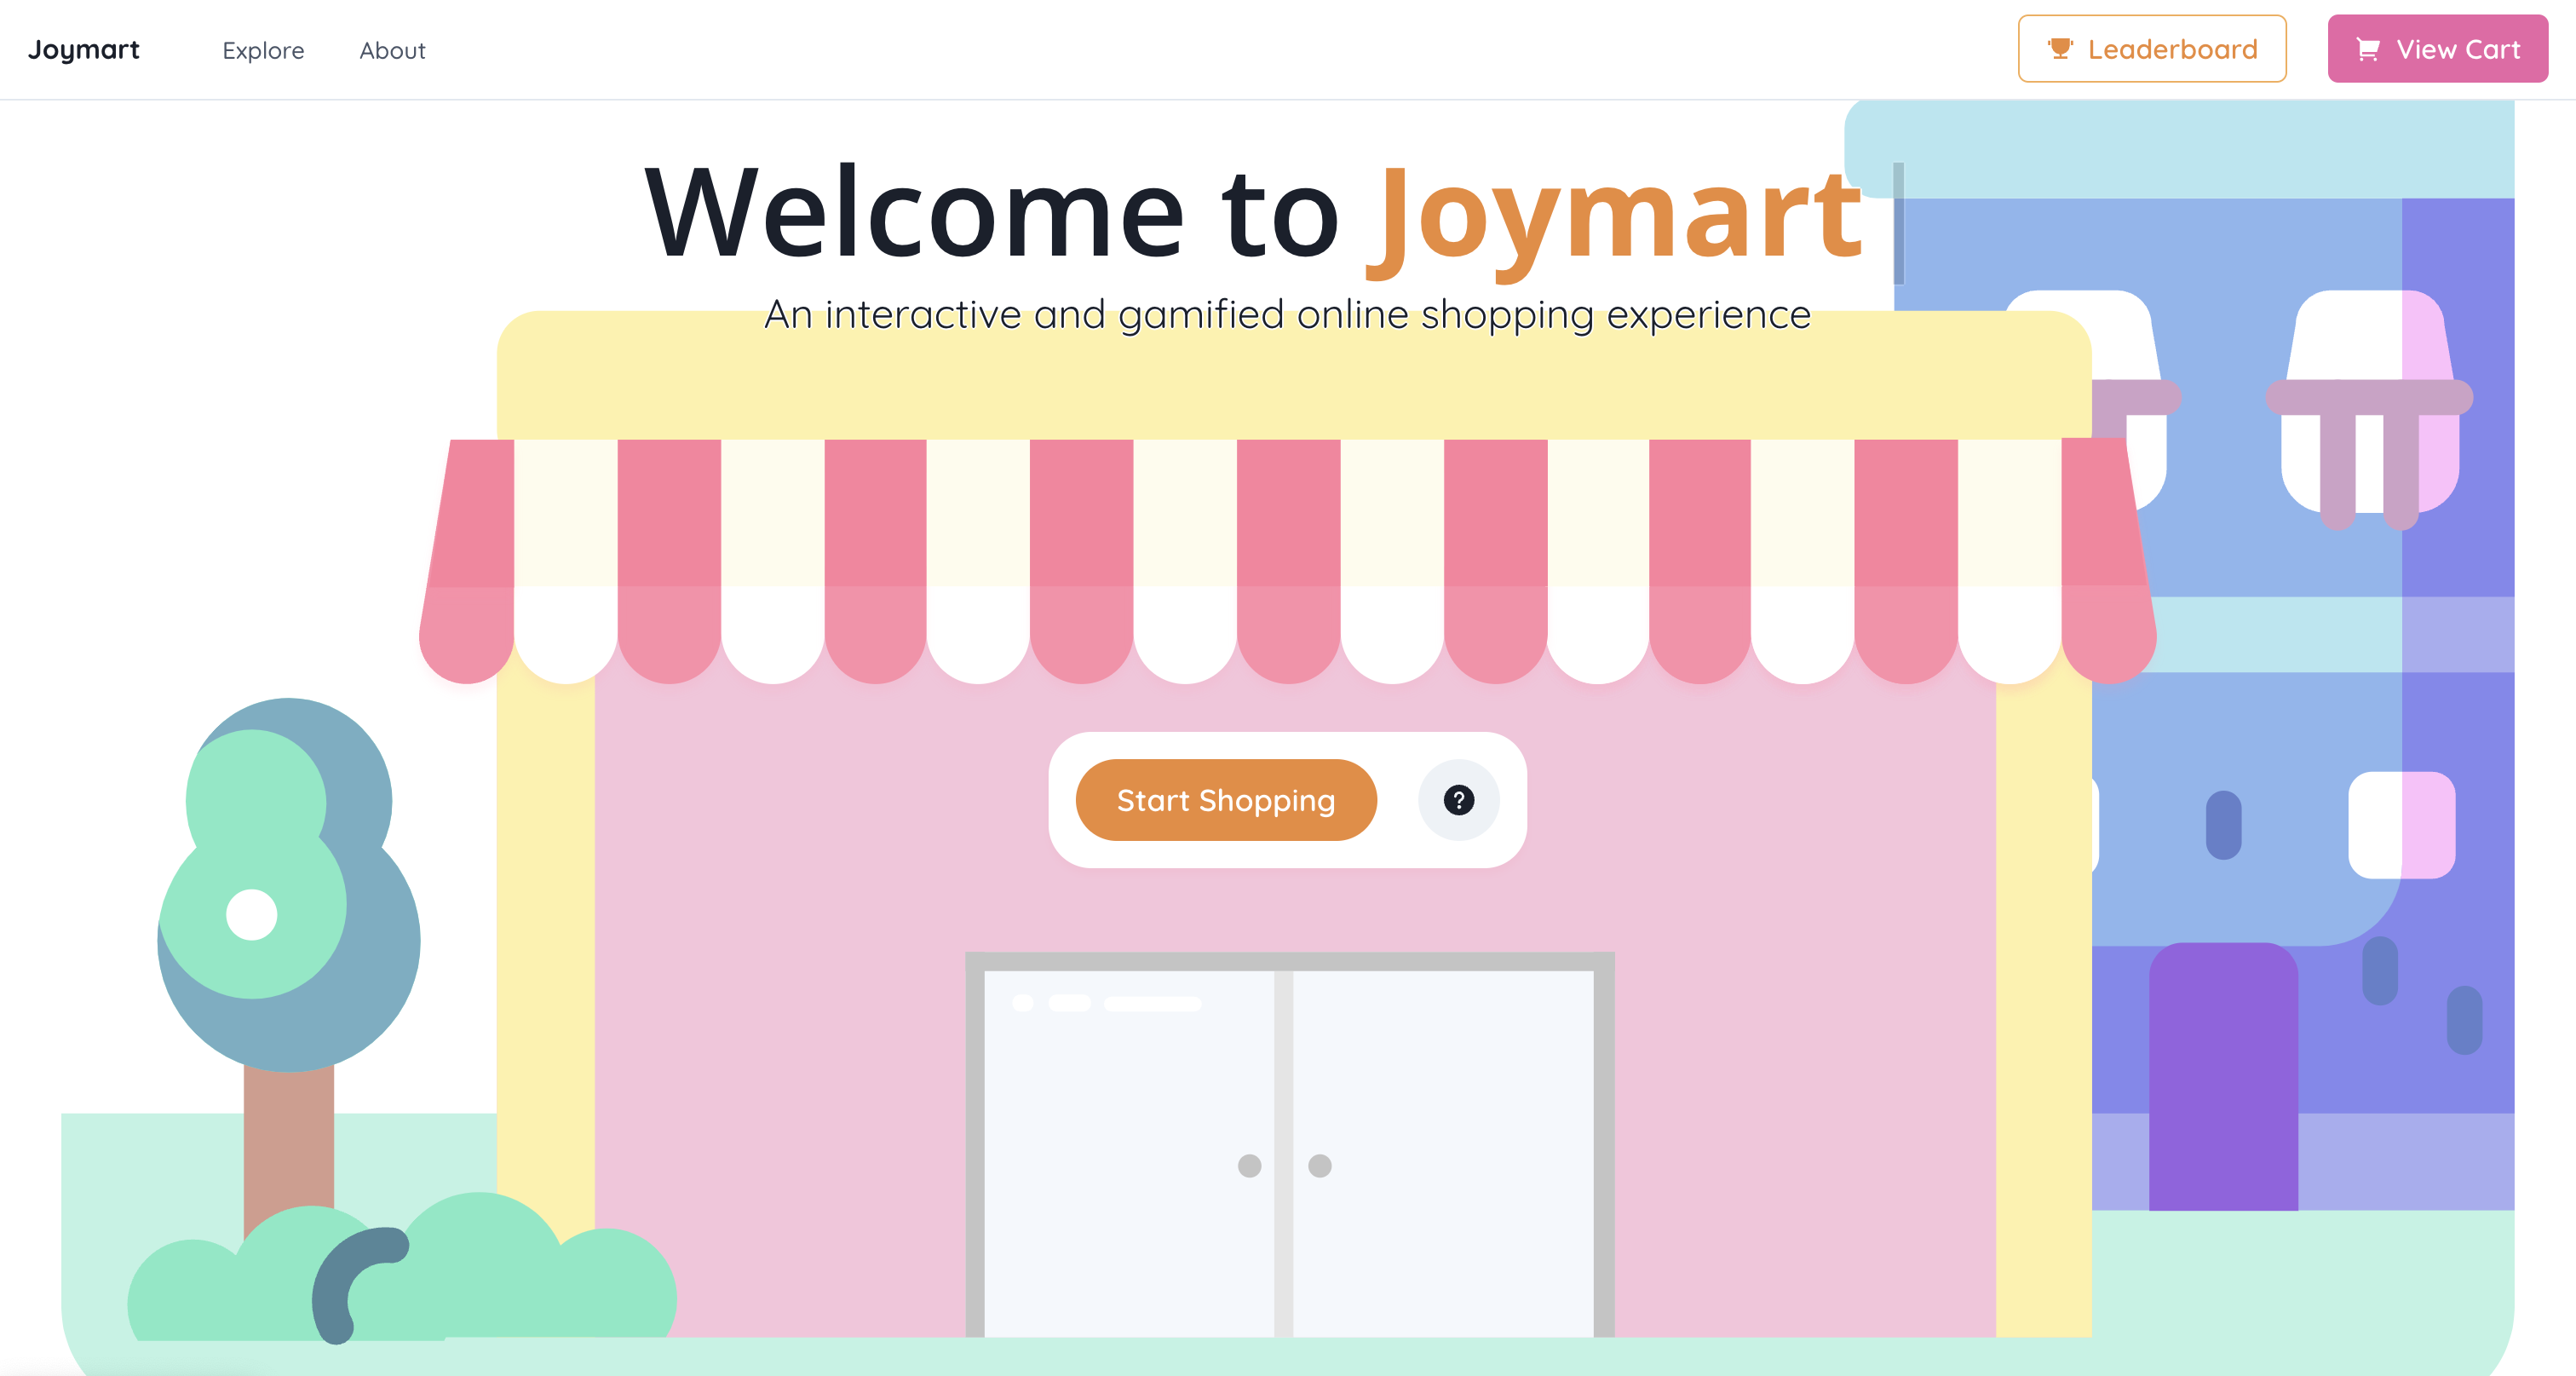 Joymart
Explore
About
Leaderboard
View Cart
Welcome to Joymart
An interactive and gamified online shopping experience
Start Shopping
?